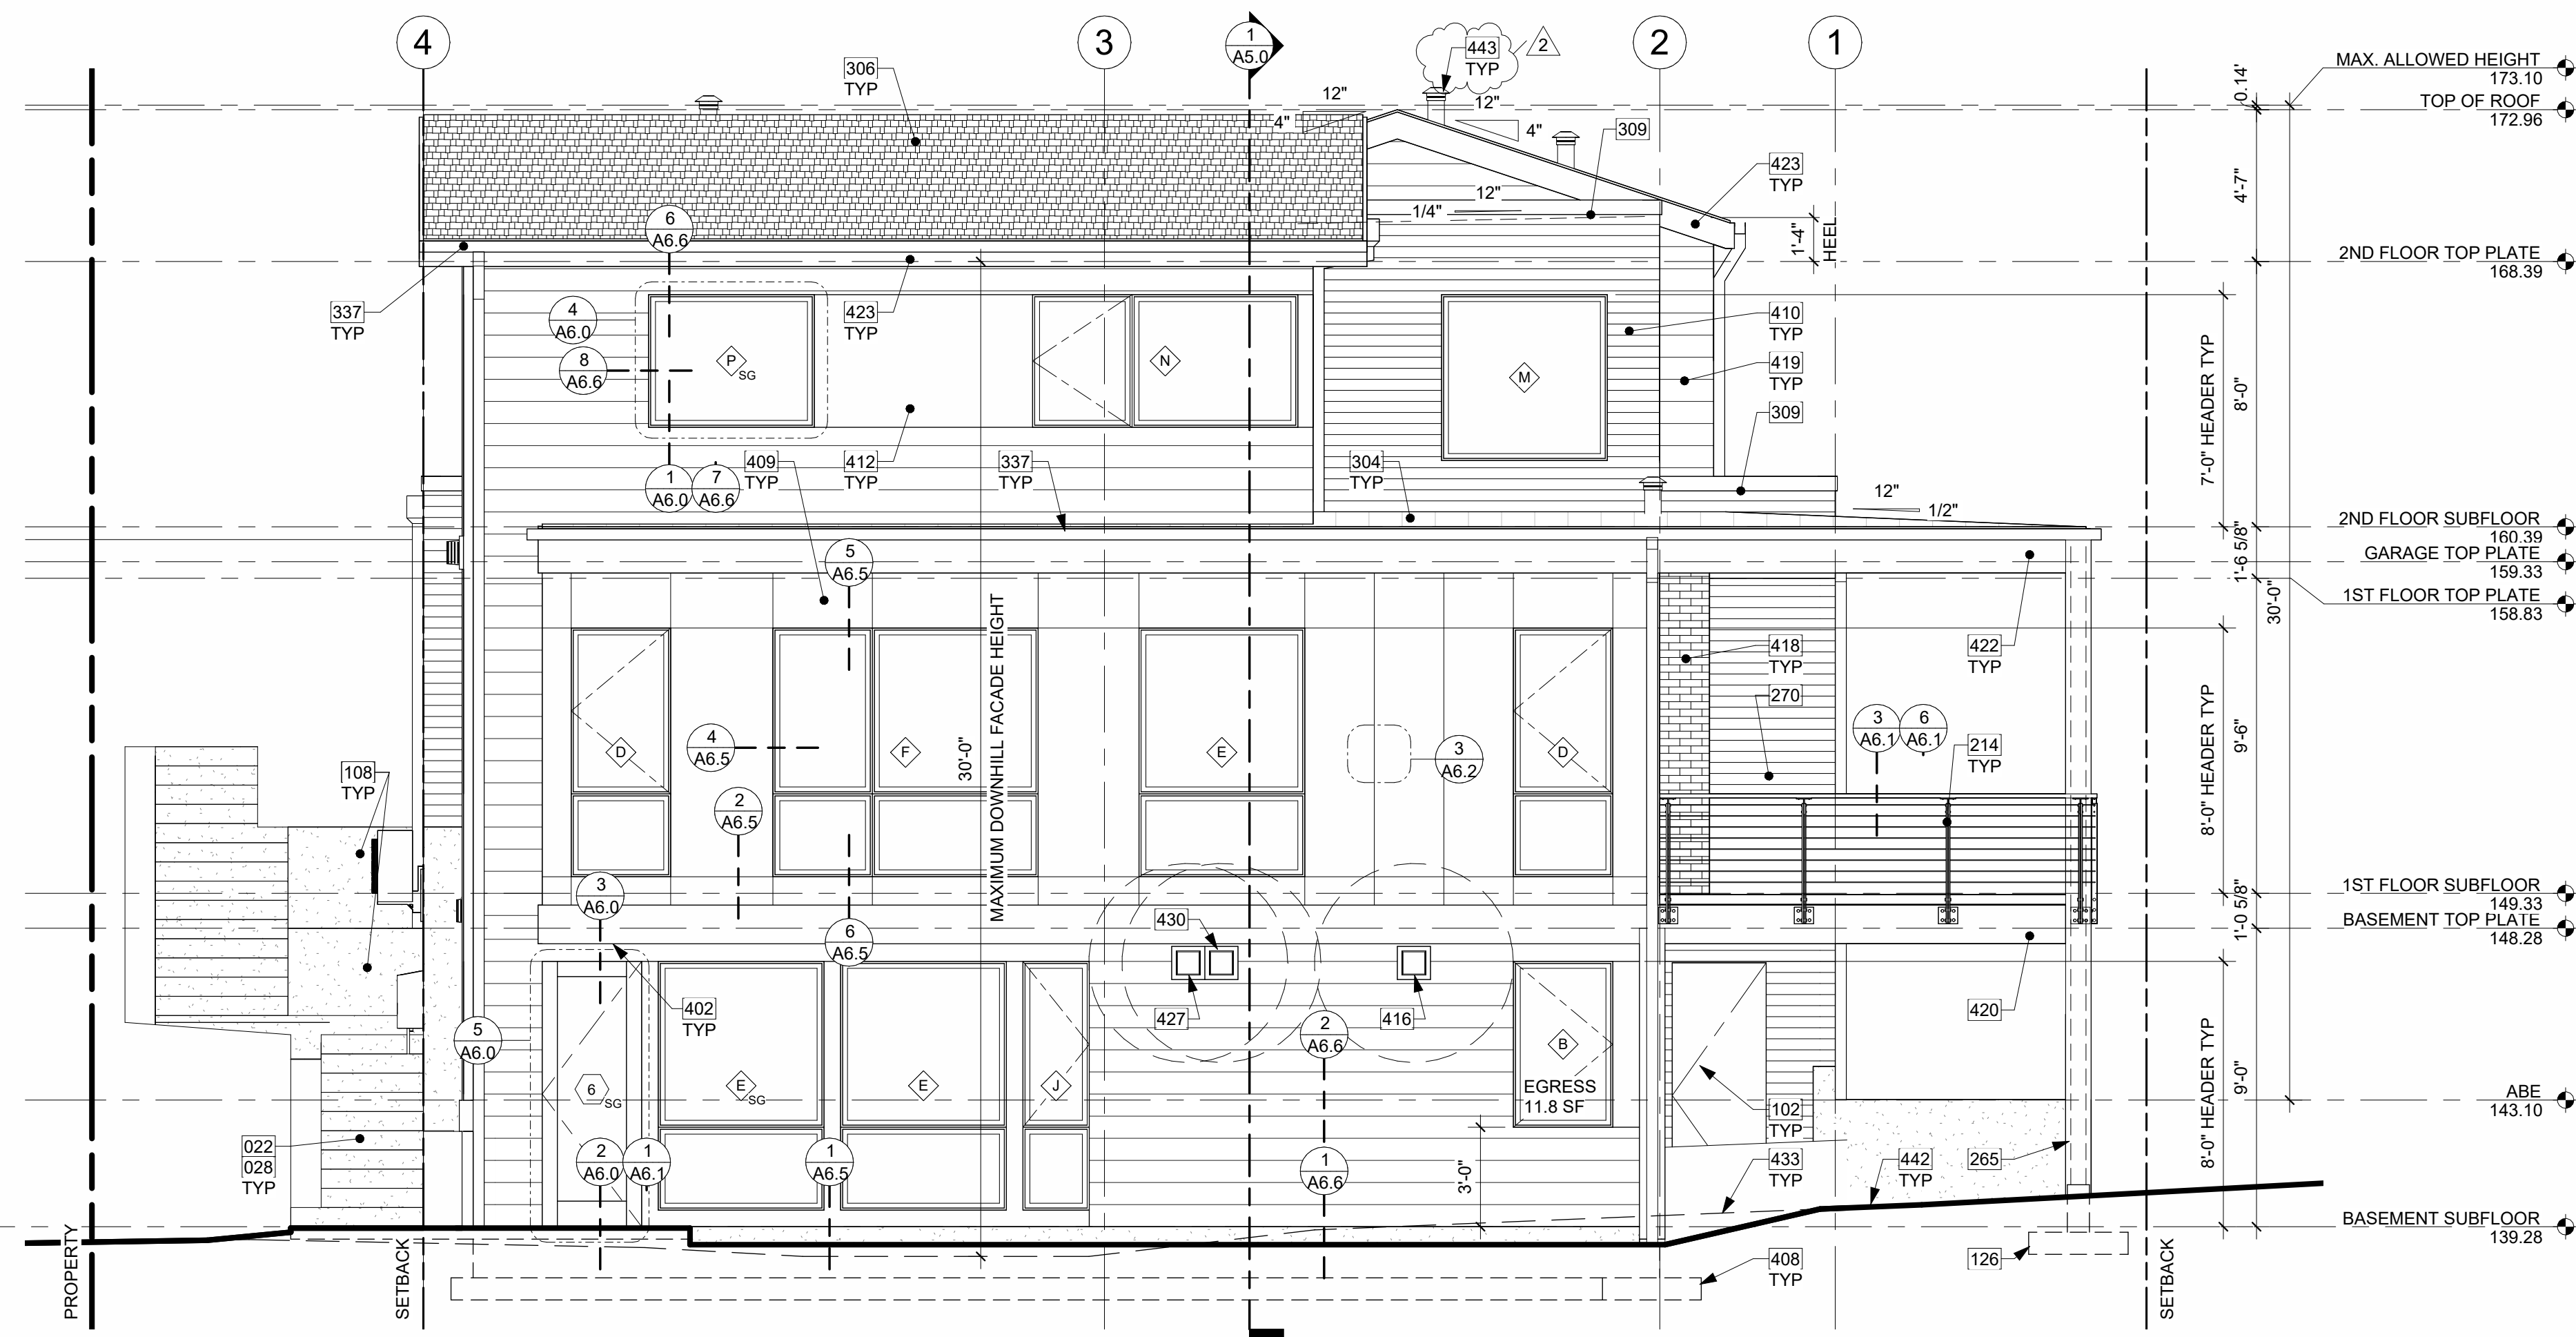 4
3
1
A5.0
443
TYP
2
2
1
306
TYP
MAX. ALLOWED HEIGHT
173.10
0.14'
TOP OF ROOF
172.96
12"
4"
12"
4"
309
423
TYP
4'-7"
12"
1/4"
6
A6.6
1'-4"
HEEL
2ND FLOOR TOP PLATE
168.39
337
TYP
4
A6.0
423
TYP
410
TYP
8
A6.6
P
SG
N
M
419
TYP
7'-0" HEADER TYP
8'-0"
309
1
A6.0
7
A6.6
409
TYP
412
TYP
337
TYP
304
TYP
12"
1/2"
2ND FLOOR SUBFLOOR
160.39
1'-6 5/8"
GARAGE TOP PLATE
159.33
5
A6.5
1ST FLOOR TOP PLATE
158.83
30'-0"
418
TYP
422
TYP
270
MAXIMUM DOWNHILL FACADE HEIGHT
30'-0"
D
4
A6.5
F
E
3
A6.2
D
3
A6.1
6
A6.1
214
TYP
8'-0" HEADER TYP
9'-6"
108
TYP
2
A6.5
3
A6.0
1ST FLOOR SUBFLOOR
149.33
1'-0 5/8"
BASEMENT TOP PLATE
148.28
430
6
A6.5
402
TYP
427
416
420
5
A6.0
2
A6.6
B
6
SG
E
SG
E
J
EGRESS
11.8 SF
102
TYP
8'-0" HEADER TYP
9'-0"
ABE
143.10
022
028
TYP
2
A6.0
1
A6.1
1
A6.5
1
A6.6
3'-0"
433
TYP
442
TYP
265
BASEMENT SUBFLOOR
139.28
PROPERTY
SETBACK
408
TYP
126
SETBACK